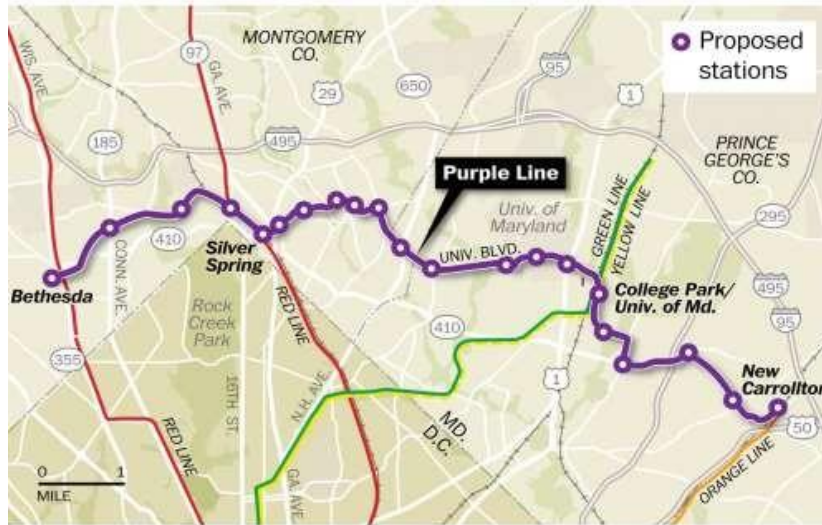 MONTGOMERY
CO.
Proposed
stations
WIS. AVE.
97
GA. AVE.
29
650
95
1
185
495
PRINCE
GEORGE'S
CO.
Purple Line
Univ. of
Maryland
GREEN LINE
YELLOW LINE
295
410
CONN. AVE.
Silver
Spring
UNIV. BLVD.
Bethesda
College Park/
Univ. of Md.
495
95
Rock
Creek
Park
RED LINE
410
355
16TH ST.
N.H. AVE.
1
New
Carrollton
50
MD.
D.C.
RED LINE
GA. AVE.
ORANGE LINE
0 1
MILE